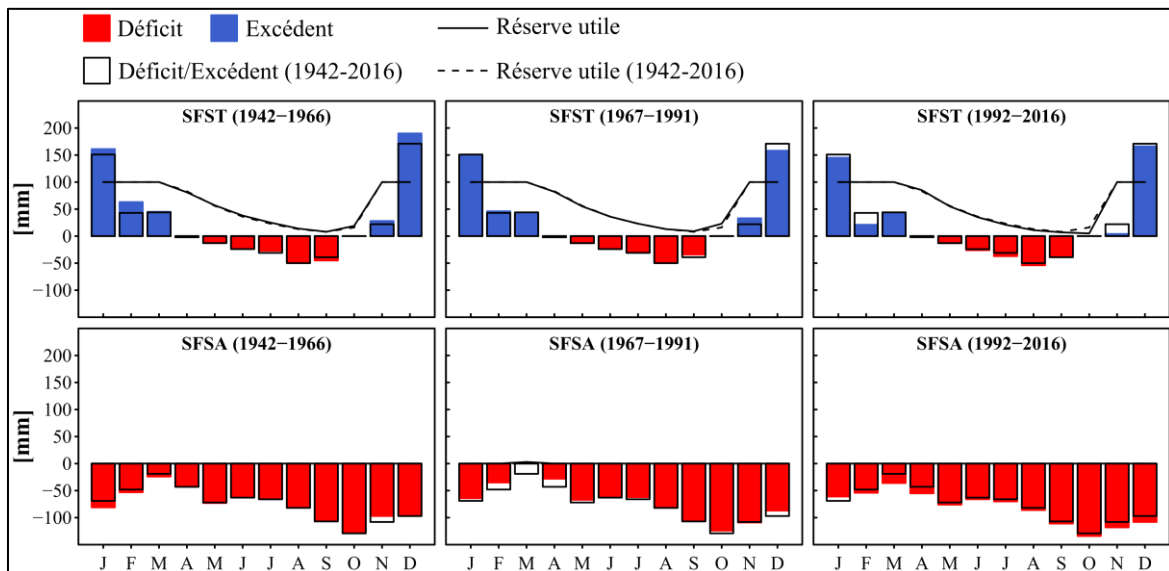 Déficit Excédent Réserve utile
Déficit/Excédent (1942-2016) Réserve utile (1942-2016)
SFST (1942−1966) SFST (1967−1991) SFST (1992−2016)
200
150
100
50
0
−50
−100
[mm]
SFSA (1942−1966) SFSA (1967−1991) SFSA (1992−2016)
200
150
100
50
0
−50
−100
[mm]
J F M A M J J A S O N D J F M A M J J A S O N D J F M A M J J A S O N D